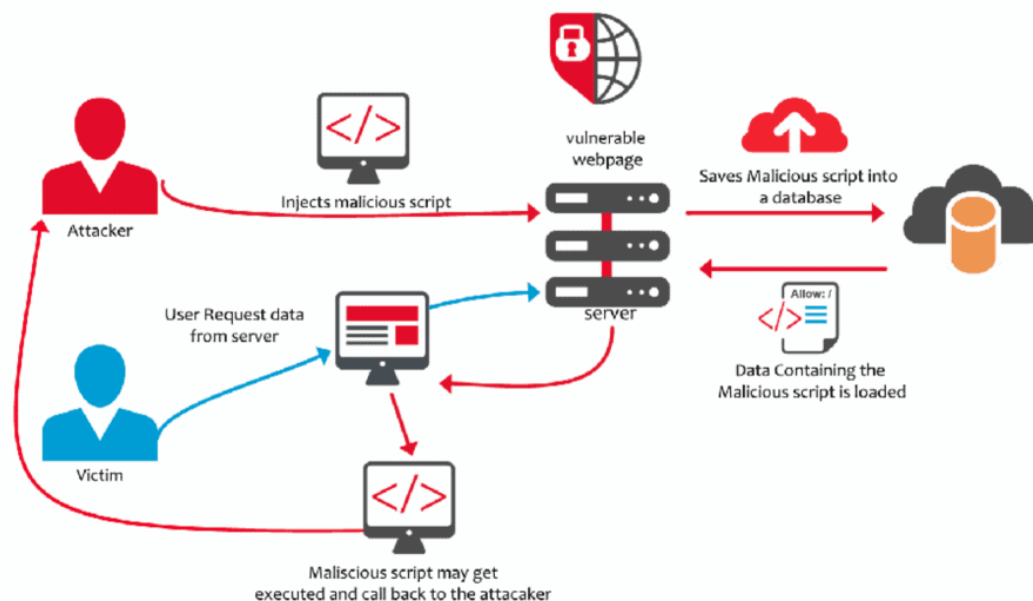 vulnerable
webpage
</>
Injects malicious script
Attacker
Saves Malicious script into
a database
User Request data
from server
server
Allow: /
</>
Data Containing the
Malicious script is loaded
Victim
</>
Maliscious script may get
executed and call back to the attacaker